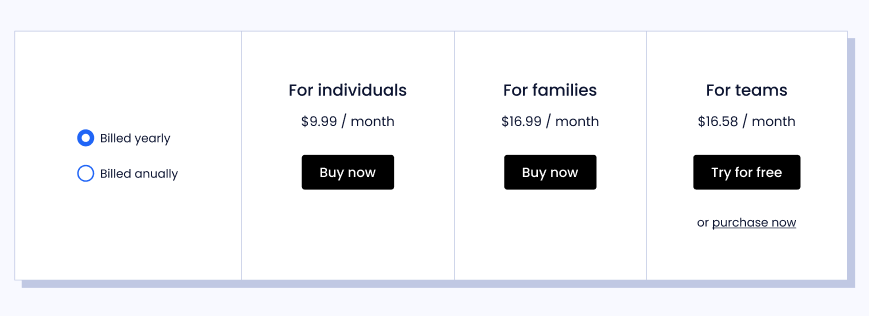 Billed yearly
Billed anually
For individuals
$9.99 / month
Buy now
For families
$16.99 / month
Buy now
For teams
$16.58 / month
Try for free
or purchase now